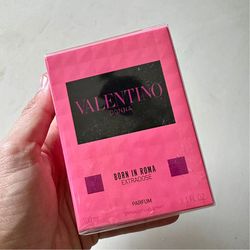 VALENTINO
DONNA
BORN IN ROMA
EXTRADOSE
PARFUM